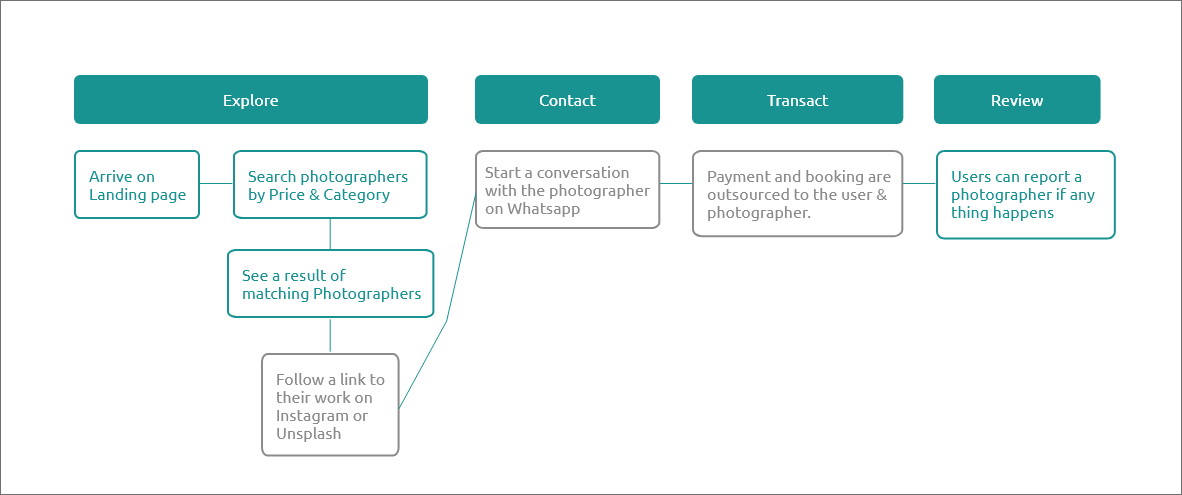 Explore
Contact
Transact
Review
Arrive on
Landing page
Search photographers
by Price & Category
Start a conversation
with the photographer
on Whatsapp
Payment and booking are
outsourced to the user &
photographer.
Users can report a
photographer if any
thing happens
See a result of
matching Photographers
Follow a link to
their work on
Instagram or
Unsplash